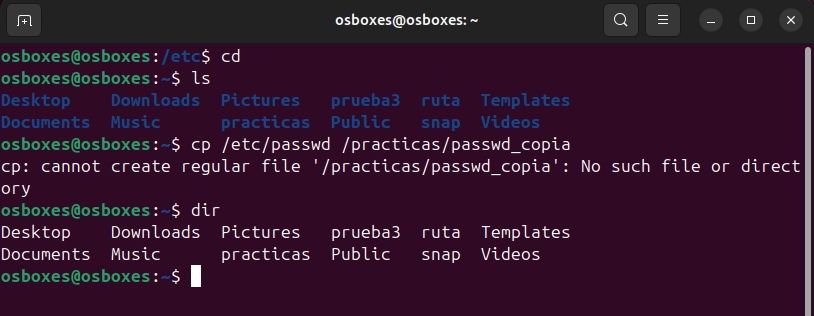 osboxes@osboxes: ~
osboxes@osboxes:/etc$ cd
osboxes@osboxes:~$ ls
Desktop Downloads Pictures prueba3 ruta Templates
Documents Music practicas Public snap Videos
osboxes@osboxes:~$ cp /etc/passwd /practicas/passwd_copia
cp: cannot create regular file '/practicas/passwd_copia': No such file or direct
ory
osboxes@osboxes:~$ dir
Desktop Downloads Pictures prueba3 ruta Templates
Documents Music practicas Public snap Videos
osboxes@osboxes:~$